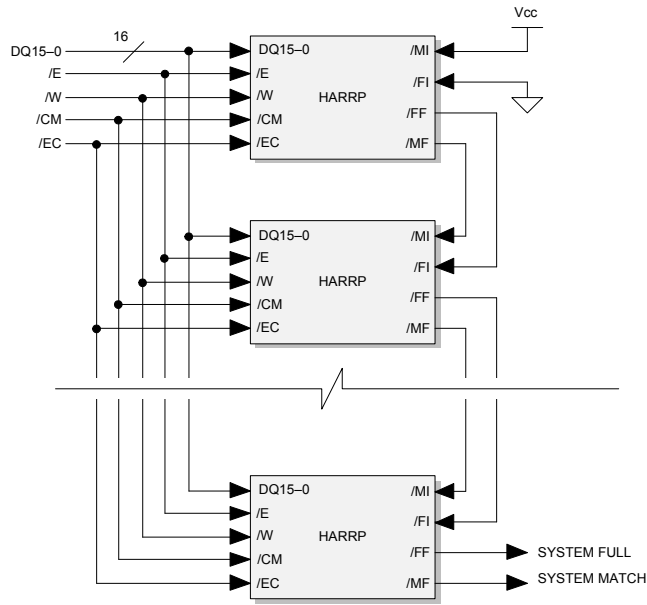 Vcc
16
DQ15–0
/E
/W
/CM
/EC
DQ15–0
/E
/W
/CM
/EC
HARRP
/MI
/FI
/FF
/MF
DQ15–0
/E
/W
/CM
/EC
HARRP
/MI
/FI
/FF
/MF
DQ15–0
/E
/W
/CM
/EC
HARRP
/MI
/FI
/FF
/MF
SYSTEM FULL
SYSTEM MATCH